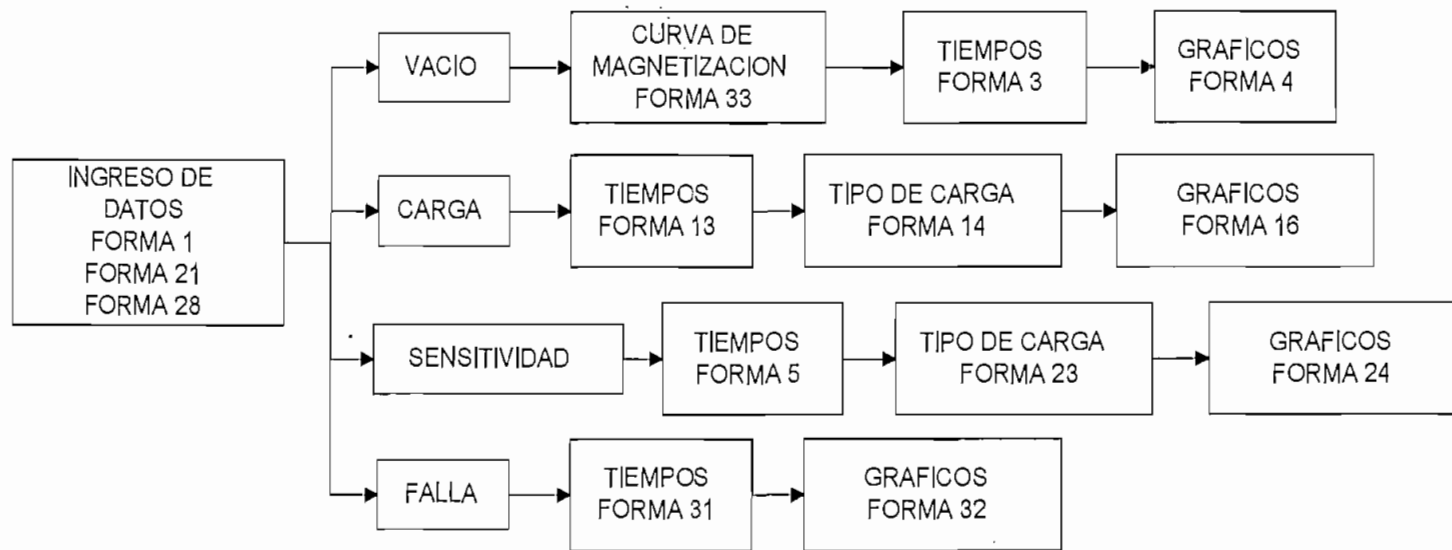 INGRESO DE
DATOS
FORMA 1
FORMA 21
FORMA 28
VACIO
CURVA DE
MAGNETIZACION
FORMA 33
TIEMPOS
FORMA 3
GRAFICOS
FORMA 4
CARGA
TIEMPOS
FORMA 13
TIPO DE CARGA
FORMA 14
GRAFICOS
FORMA 16
SENSITIVIDAD
TIEMPOS
FORMA 5
TIPO DE CARGA
FORMA 23
GRAFICOS
FORMA 24
FALLA
TIEMPOS
FORMA 31
GRAFICOS
FORMA 32